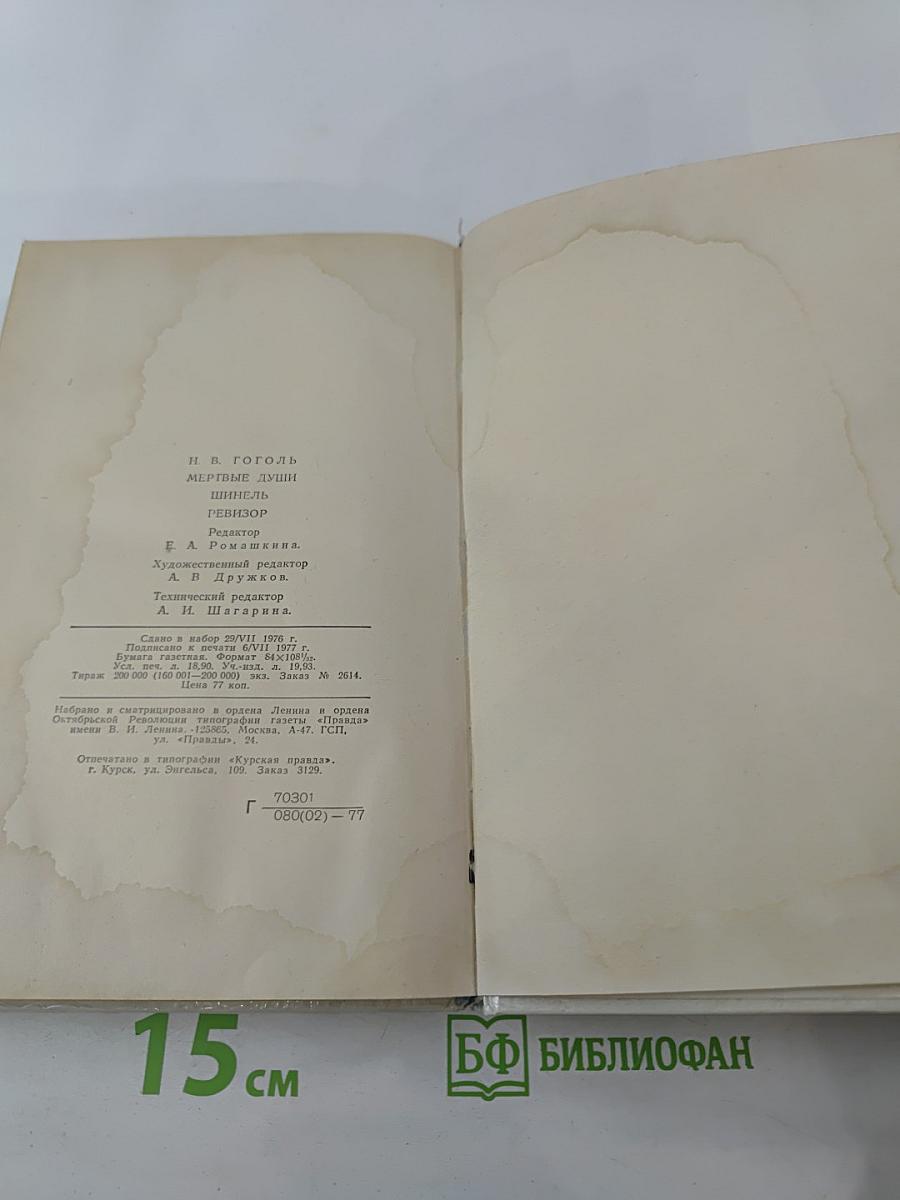 Н. В. ГОГОЛЬ
МЕРТВЫЕ ДУШИ
ШИНЕЛЬ
РЕВИЗОР
Редактор
Е. А. Ромашкина.
Художественный редактор
А. В Дружков.
Технический редактор
А. И. Шагарина.
Сдано в набор 29/VII 1976 г.
Подписано к печати 6/VII 1977 г.
Бумага газетная. Формат 84×108¹/₃₂.
Усл. печ. л. 18,90. Уч.-изд. л. 19,93.
Тираж 200 000 (160 001—200 000) экз. Заказ № 2614.
Цена 77 коп.
Набрано и сматрицировано в ордена Ленина и ордена
Октябрьской Революции типографии газеты «Правда»
имени В. И. Ленина. -125865, Москва, А-47. ГСП,
ул. «Правды», 24.
Отпечатано в типографии «Курская правда».
г. Курск, ул. Энгельса, 109. Заказ 3129.
Г 70301
080(02) — 77
15 см
БФ БИБЛИОФАН